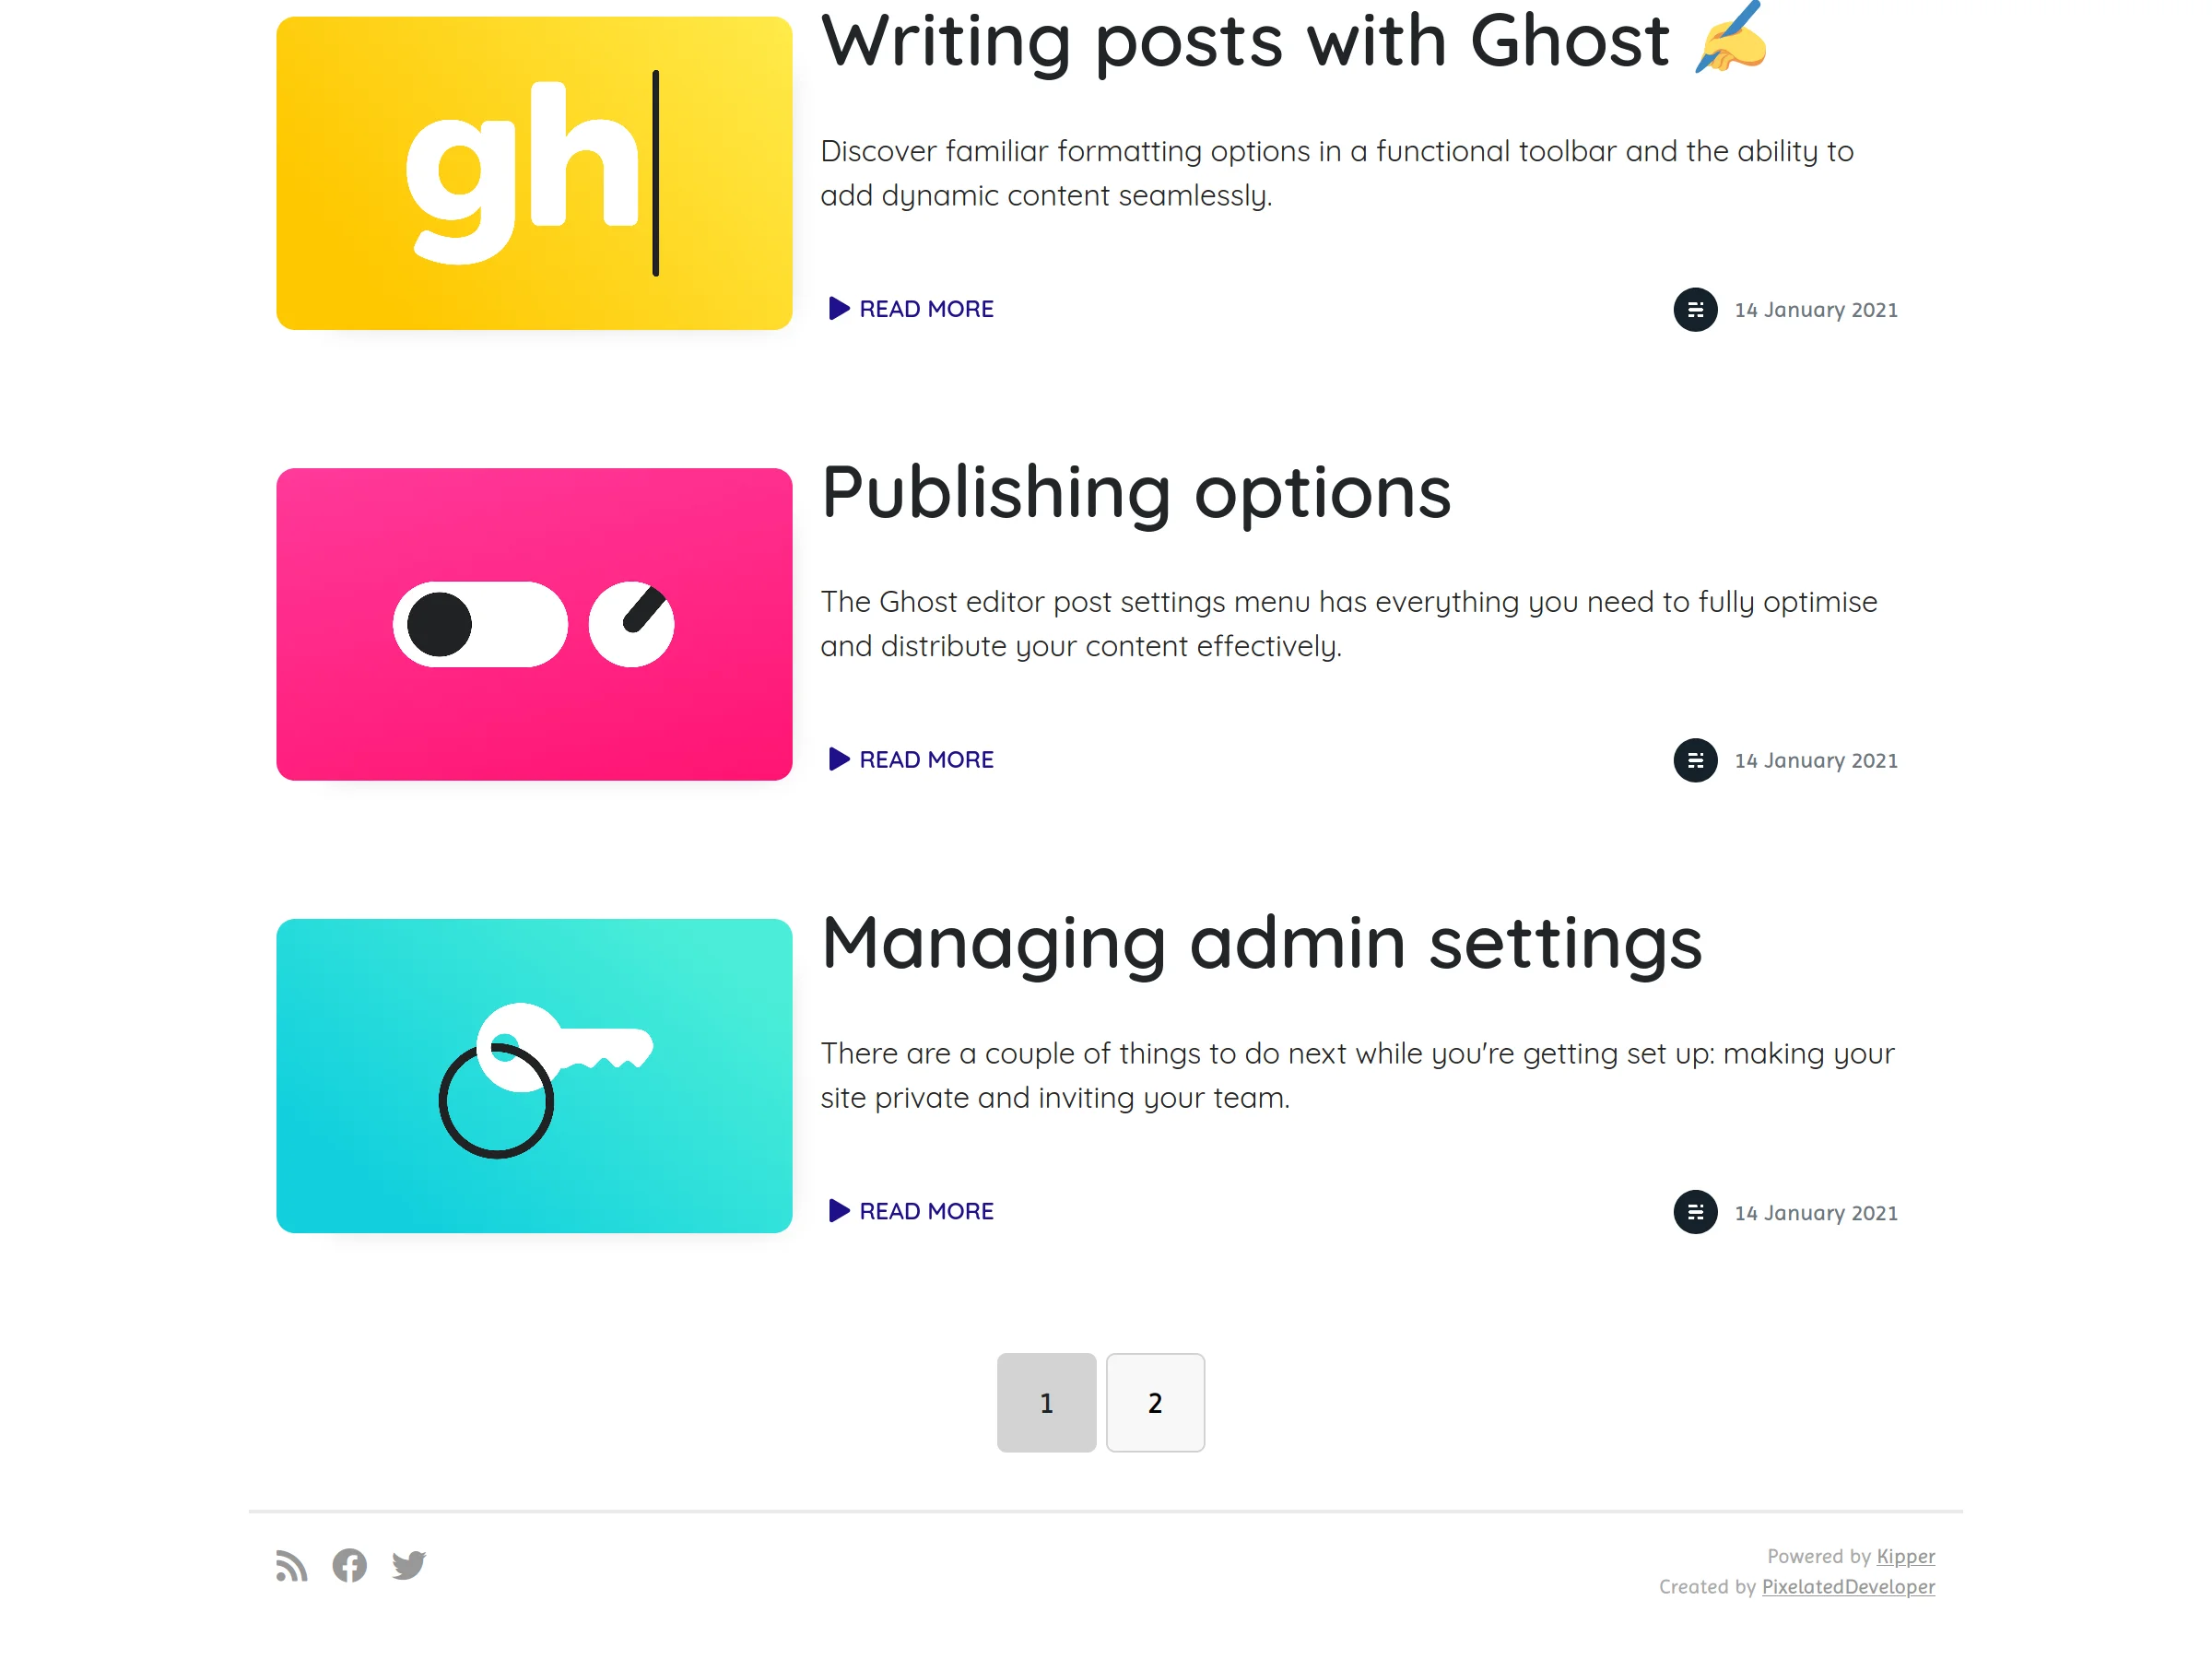 gh
Writing posts with Ghost ✍️
Discover familiar formatting options in a functional toolbar and the ability to
add dynamic content seamlessly.
READ MORE
14 January 2021
Publishing options
The Ghost editor post settings menu has everything you need to fully optimise
and distribute your content effectively.
READ MORE
14 January 2021
Managing admin settings
There are a couple of things to do next while you're getting set up: making your
site private and inviting your team.
READ MORE
14 January 2021
1 2
Powered by Kipper
Created by PixelatedDeveloper